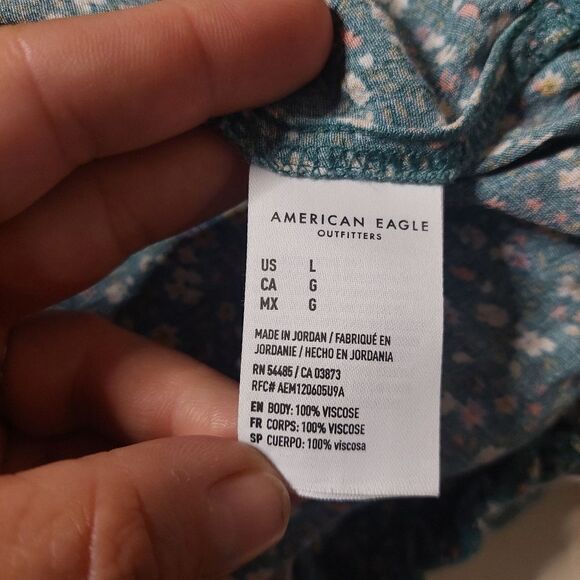 AMERICAN EAGLE
OUTFITTERS
US L
CA G
MX G
MADE IN JORDAN / FABRIQUÉ EN
JORDANIE / HECHO EN JORDANIA
RN 54485 / CA 03873
RFC# AEM120605U9A
EN BODY: 100% VISCOSE
FR CORPS: 100% VISCOSE
SP CUERPO: 100% viscosa